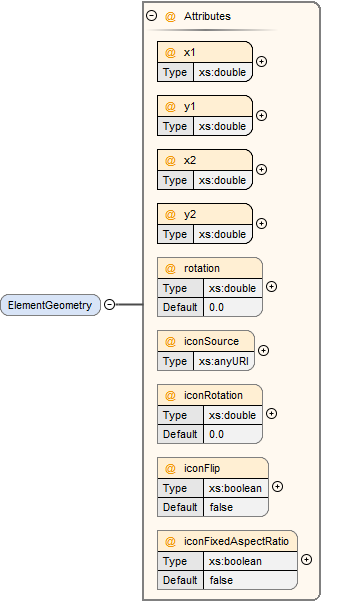 @ Attributes
@ x1
Type xs:double
@ y1
Type xs:double
@ x2
Type xs:double
@ y2
Type xs:double
@ rotation
Type xs:double
Default 0.0
ElementGeometry
@ iconSource
Type xs:anyURI
@ iconRotation
Type xs:double
Default 0.0
@ iconFlip
Type xs:boolean
Default false
@ iconFixedAspectRatio
Type xs:boolean
Default false